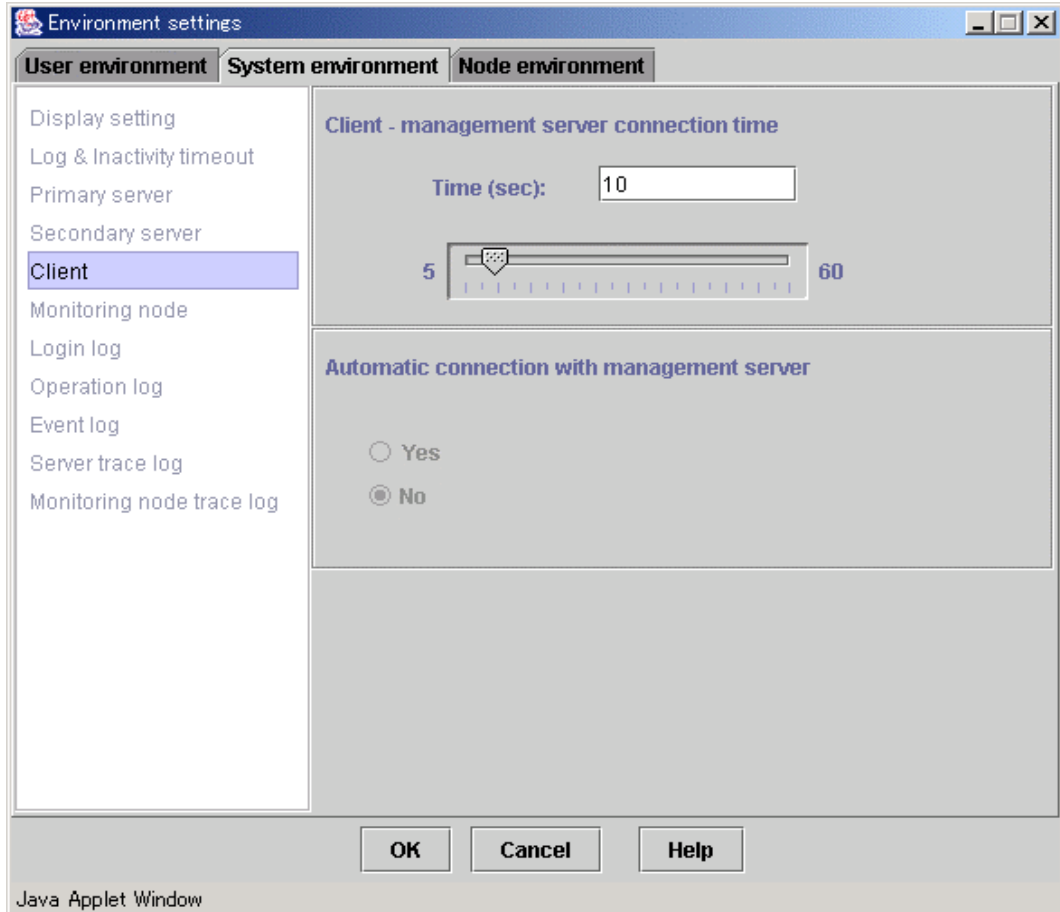 Environment settings
User environment System environment Node environment
Display setting
Log & Inactivity timeout
Primary server
Secondary server
Client
Monitoring node
Login log
Operation log
Event log
Server trace log
Monitoring node trace log
Client - management server connection time
Time (sec): 10
5 60
Automatic connection with management server
Yes
No
OK Cancel Help
Java Applet Window